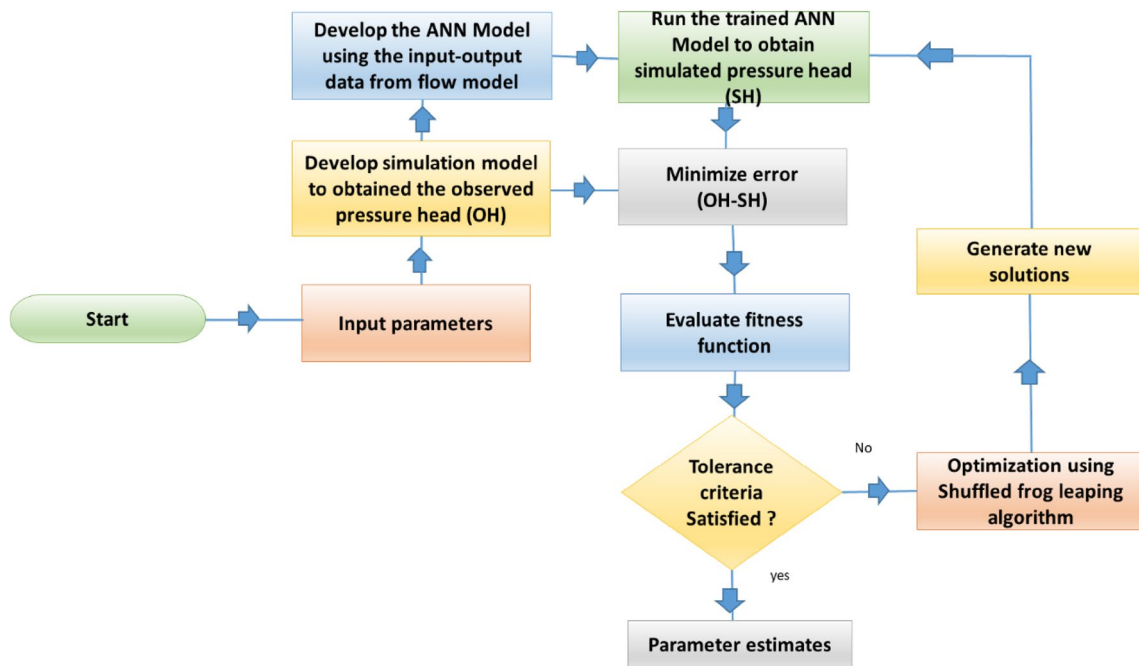 Develop the ANN Model
using the input-output
data from flow model
Run the trained ANN
Model to obtain
simulated pressure head
(SH)
Develop simulation model
to obtained the observed
pressure head (OH)
Minimize error
(OH-SH)
Generate new
solutions
Start
Input parameters
Evaluate fitness
function
Tolerance
criteria
Satisfied ?
No
Optimization using
Shuffled frog leaping
algorithm
yes
Parameter estimates